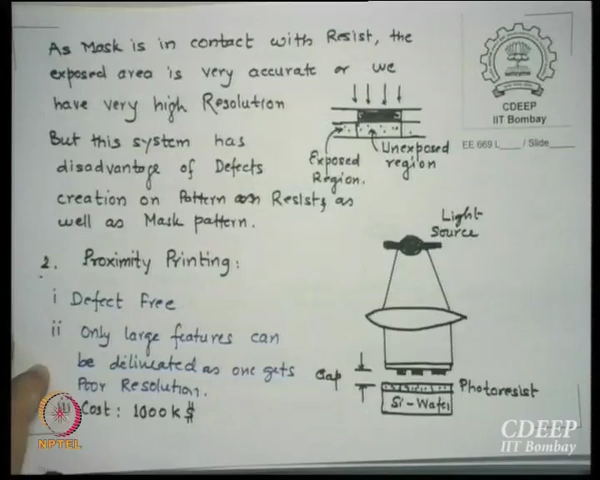 As Mask is in contact with Resist, the
exposed area is very accurate or we
have very high Resolution
But this system has
disadvantage of Defects
creation on Pattern on Resists, as
well as Mask pattern.
Exposed
Region.
Unexposed
region
CDEEP
IIT Bombay
EE 669 L___ / Slide___
2. Proximity Printing:
i Defect Free
ii Only large features can
be delineated as one gets
Poor Resolution.
Cost: 1000 k $
Light
Source
Gap
Photoresist
Si-Wafer
NPTEL
CDEEP
IIT Bombay